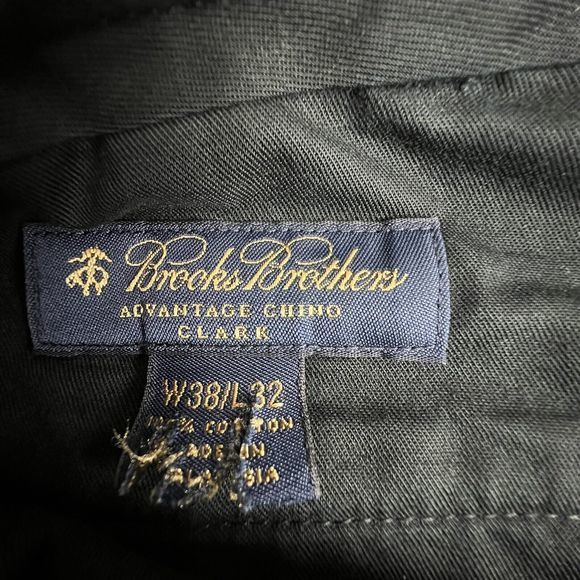 Brooks Brothers
ADVANTAGE CHINO
CLARK
W38/L32
COTTON